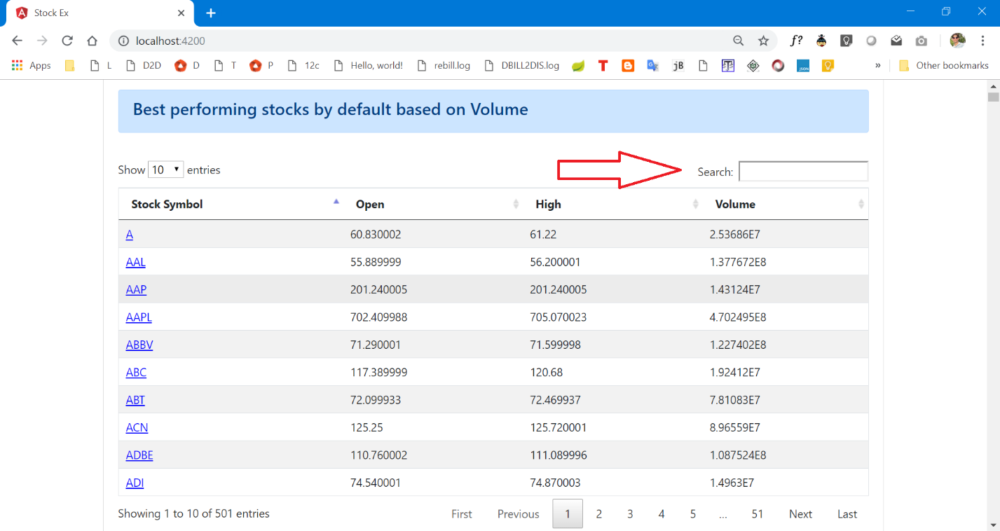 Stock Ex
localhost:4200
f?
Apps L D2D D T P 12c Hello, world! rebill.log DBILL2DIS.log T jB JSON » Other bookmarks
Best performing stocks by default based on Volume
Show 10 entries Search:
Stock Symbol Open High Volume
A 60.830002 61.22 2.53686E7
AAL 55.889999 56.200001 1.377672E8
AAP 201.240005 201.240005 1.43124E7
AAPL 702.409988 705.070023 4.702495E8
ABBV 71.290001 71.599998 1.227402E8
ABC 117.389999 120.68 1.92412E7
ABT 72.099933 72.469937 7.81083E7
ACN 125.25 125.720001 8.96559E7
ADBE 110.760002 111.089996 1.087524E8
ADI 74.540001 74.870003 1.4963E7
Showing 1 to 10 of 501 entries First Previous 1 2 3 4 5 ... 51 Next Last